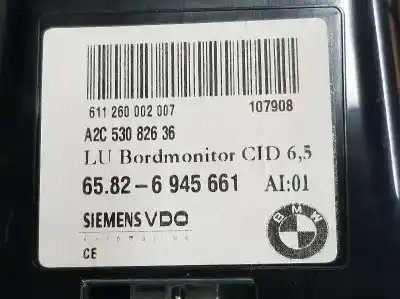 611 260 002 007 107908
A2C 530 826 36
LU Bordmonitor CID 6,5
65.82-6 945 661 AI:01
SIEMENS VDO
Automotive
BMW
CE